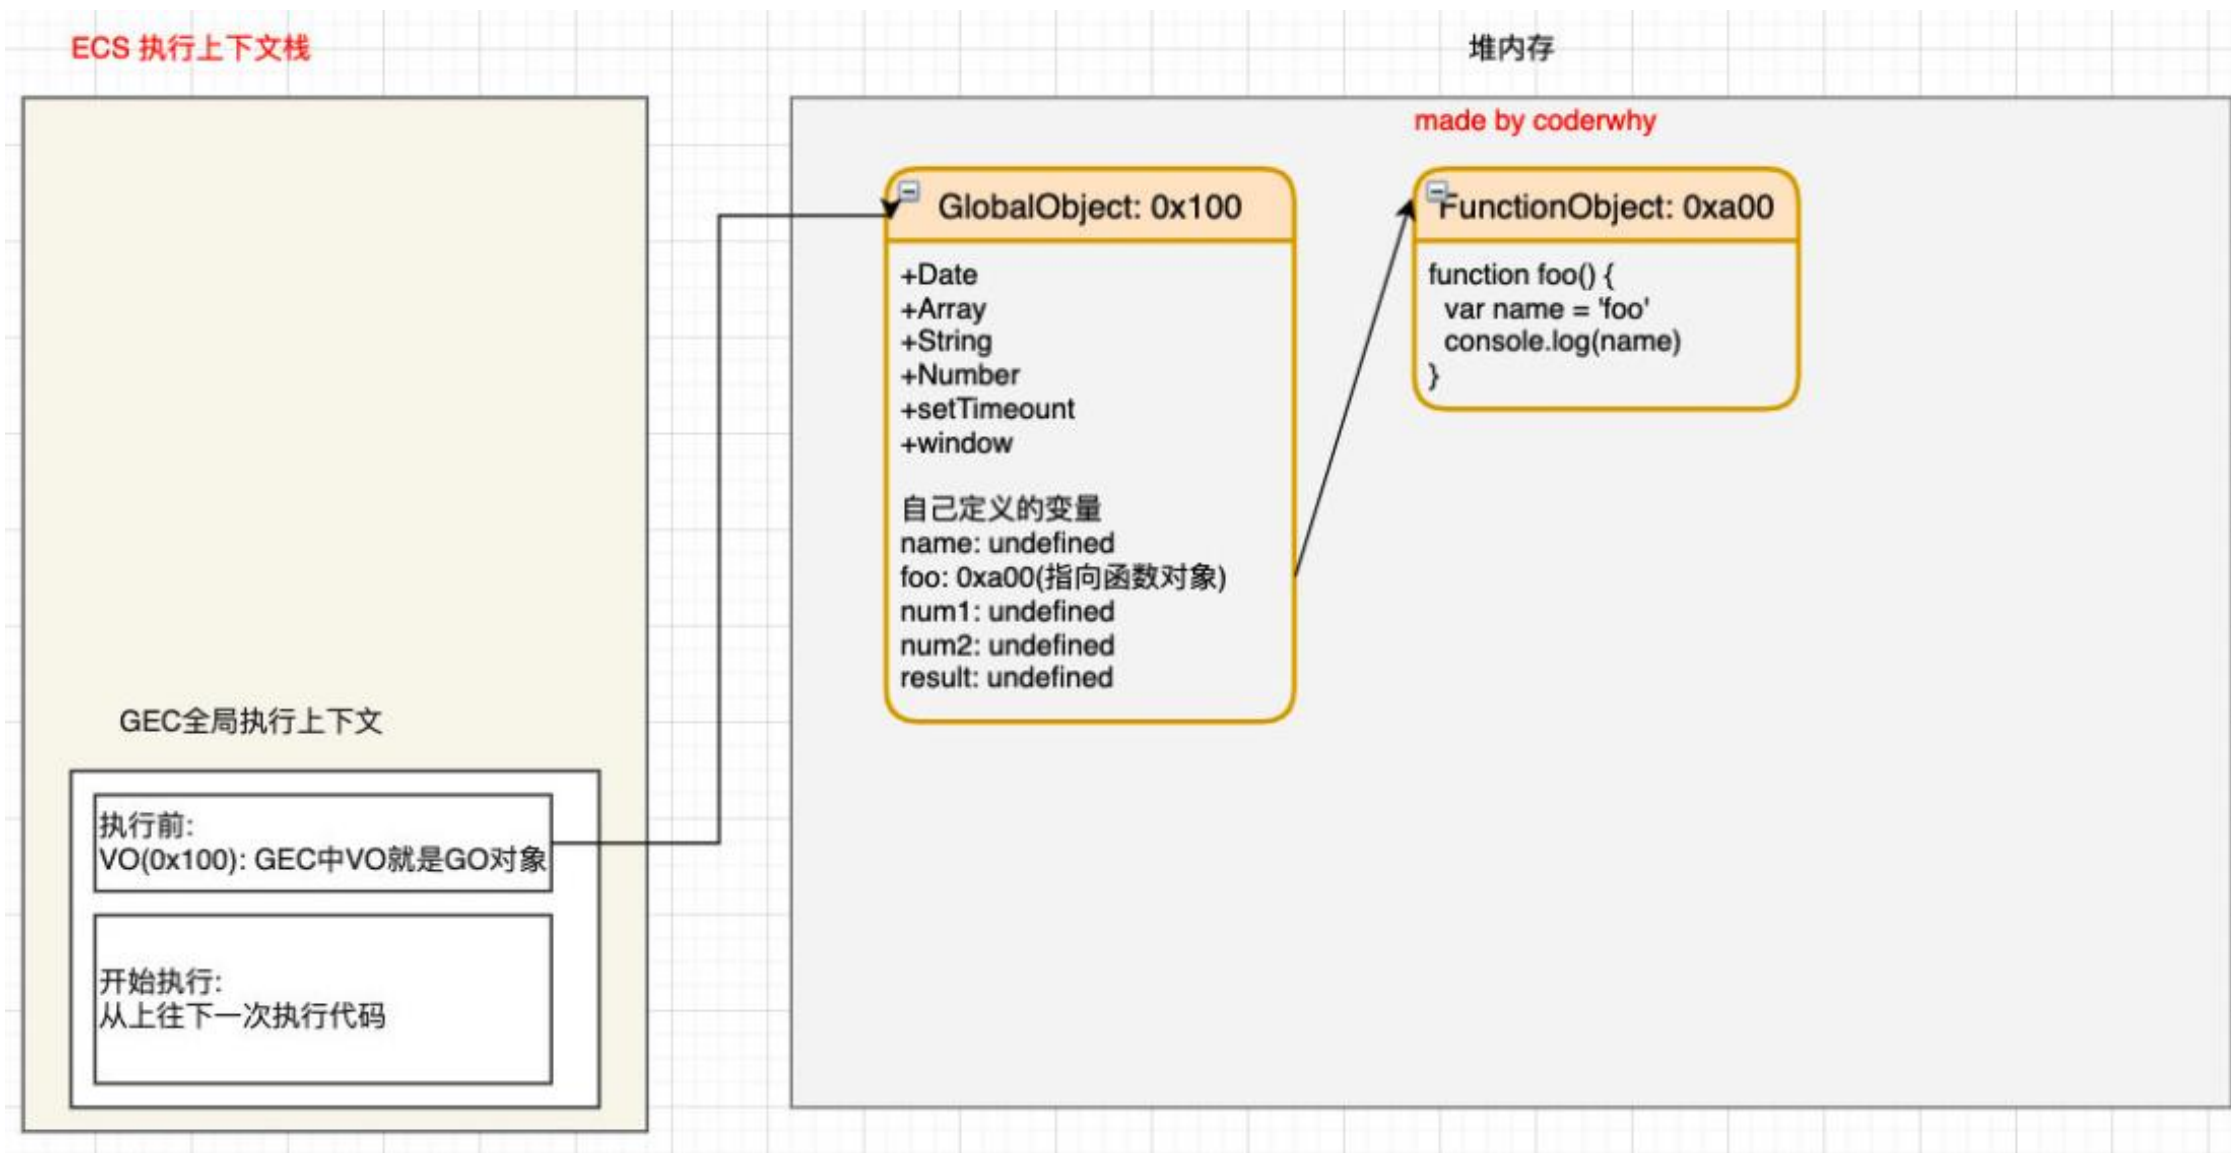 ECS 执行上下文栈
堆内存
made by coderwhy
GlobalObject: 0x100
+Date
+Array
+String
+Number
+setTimeount
+window
自己定义的变量
name: undefined
foo: 0xa00(指向函数对象)
num1: undefined
num2: undefined
result: undefined
FunctionObject: 0xa00
function foo() {
var name = 'foo'
console.log(name)
}
GEC全局执行上下文
执行前:
VO(0x100): GEC中VO就是GO对象
开始执行:
从上往下一次执行代码